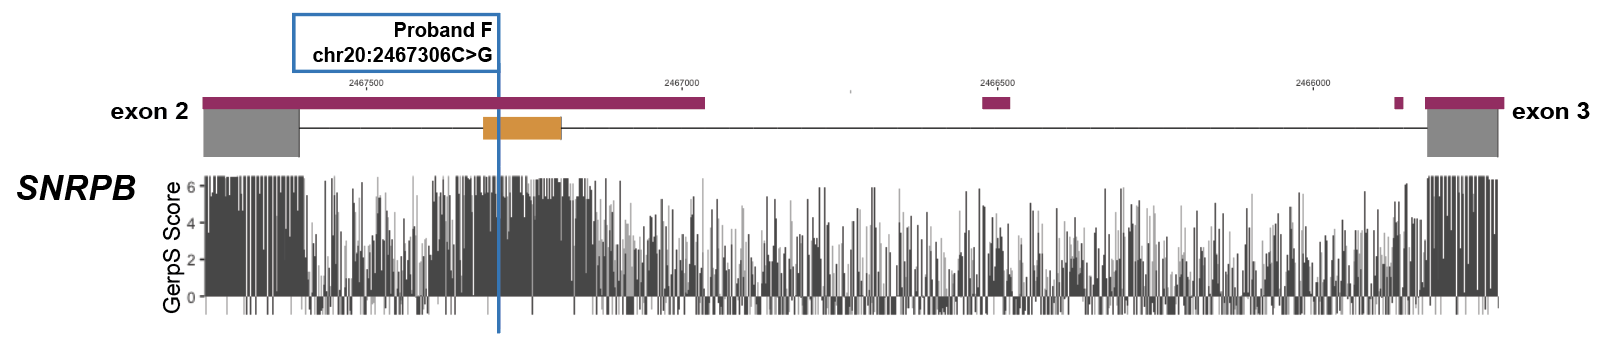 Proband F
chr20:2467306C>G
2467500
2467000
2466500
2466000
exon 2
exon 3
SNRPB
GerpS Score
6
4
2
0